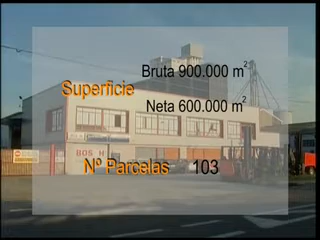 Bruta 900.000 m2
Superficie
Neta 600.000 m2
Nº Parcelas 103